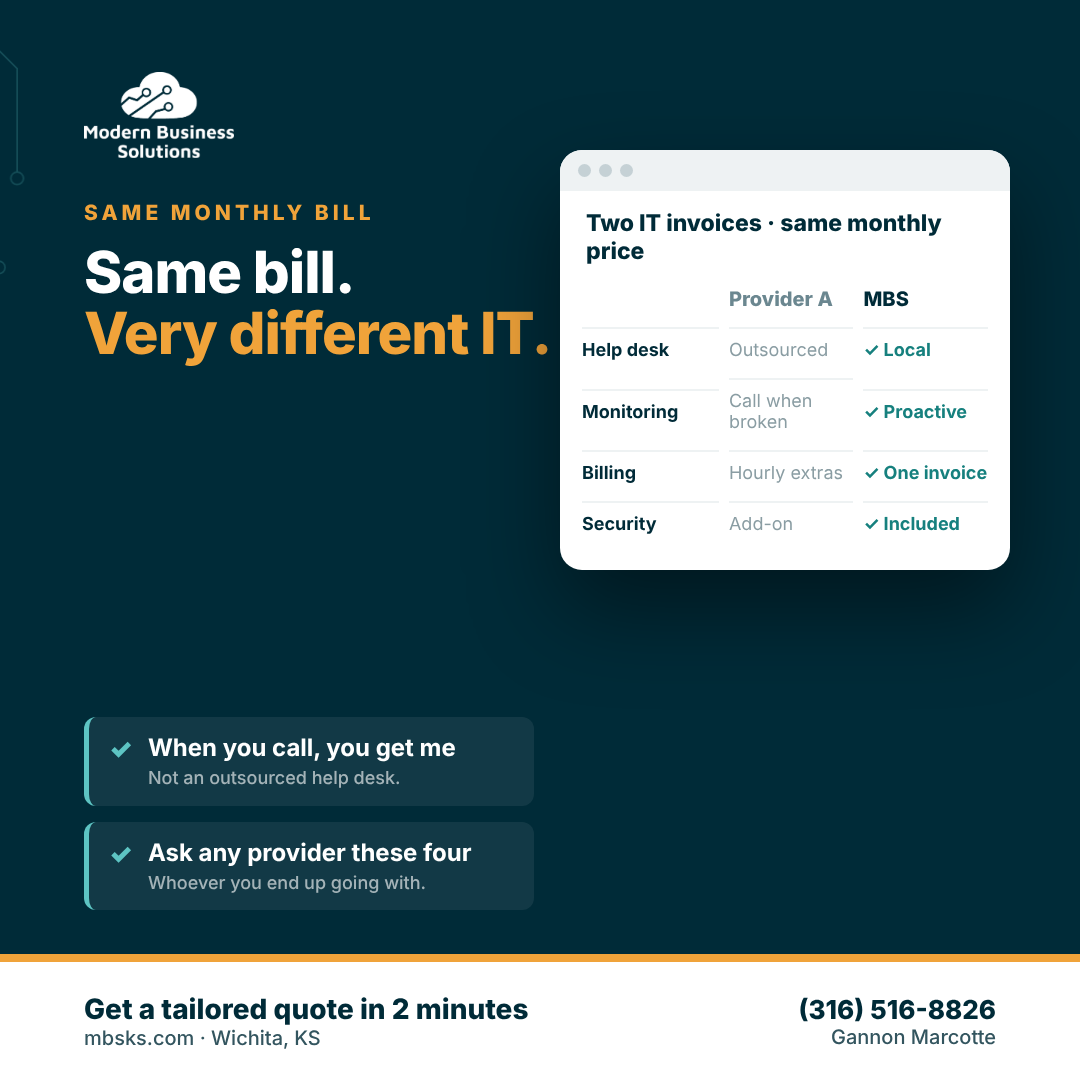 Modern Business
Solutions
SAME MONTHLY BILL
Same bill.
Very different IT.
Two IT invoices · same monthly
price
Provider A MBS
Help desk Outsourced ✓ Local
Monitoring Call when broken ✓ Proactive
Billing Hourly extras ✓ One invoice
Security Add-on ✓ Included
✓ When you call, you get me
Not an outsourced help desk.
✓ Ask any provider these four
Whoever you end up going with.
Get a tailored quote in 2 minutes
mbsks.com · Wichita, KS
(316) 516-8826
Gannon Marcotte